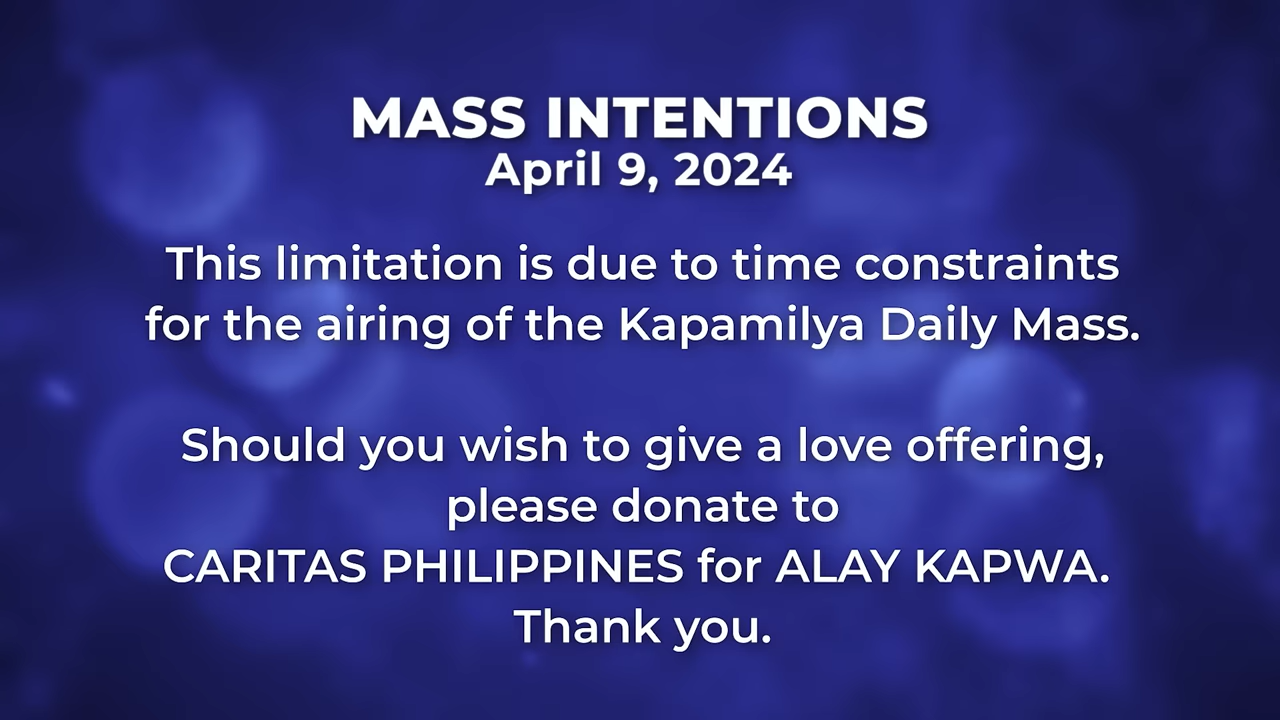 MASS INTENTIONS
April 9, 2024
This limitation is due to time constraints
for the airing of the Kapamilya Daily Mass.
Should you wish to give a love offering,
please donate to
CARITAS PHILIPPINES for ALAY KAPWA.
Thank you.